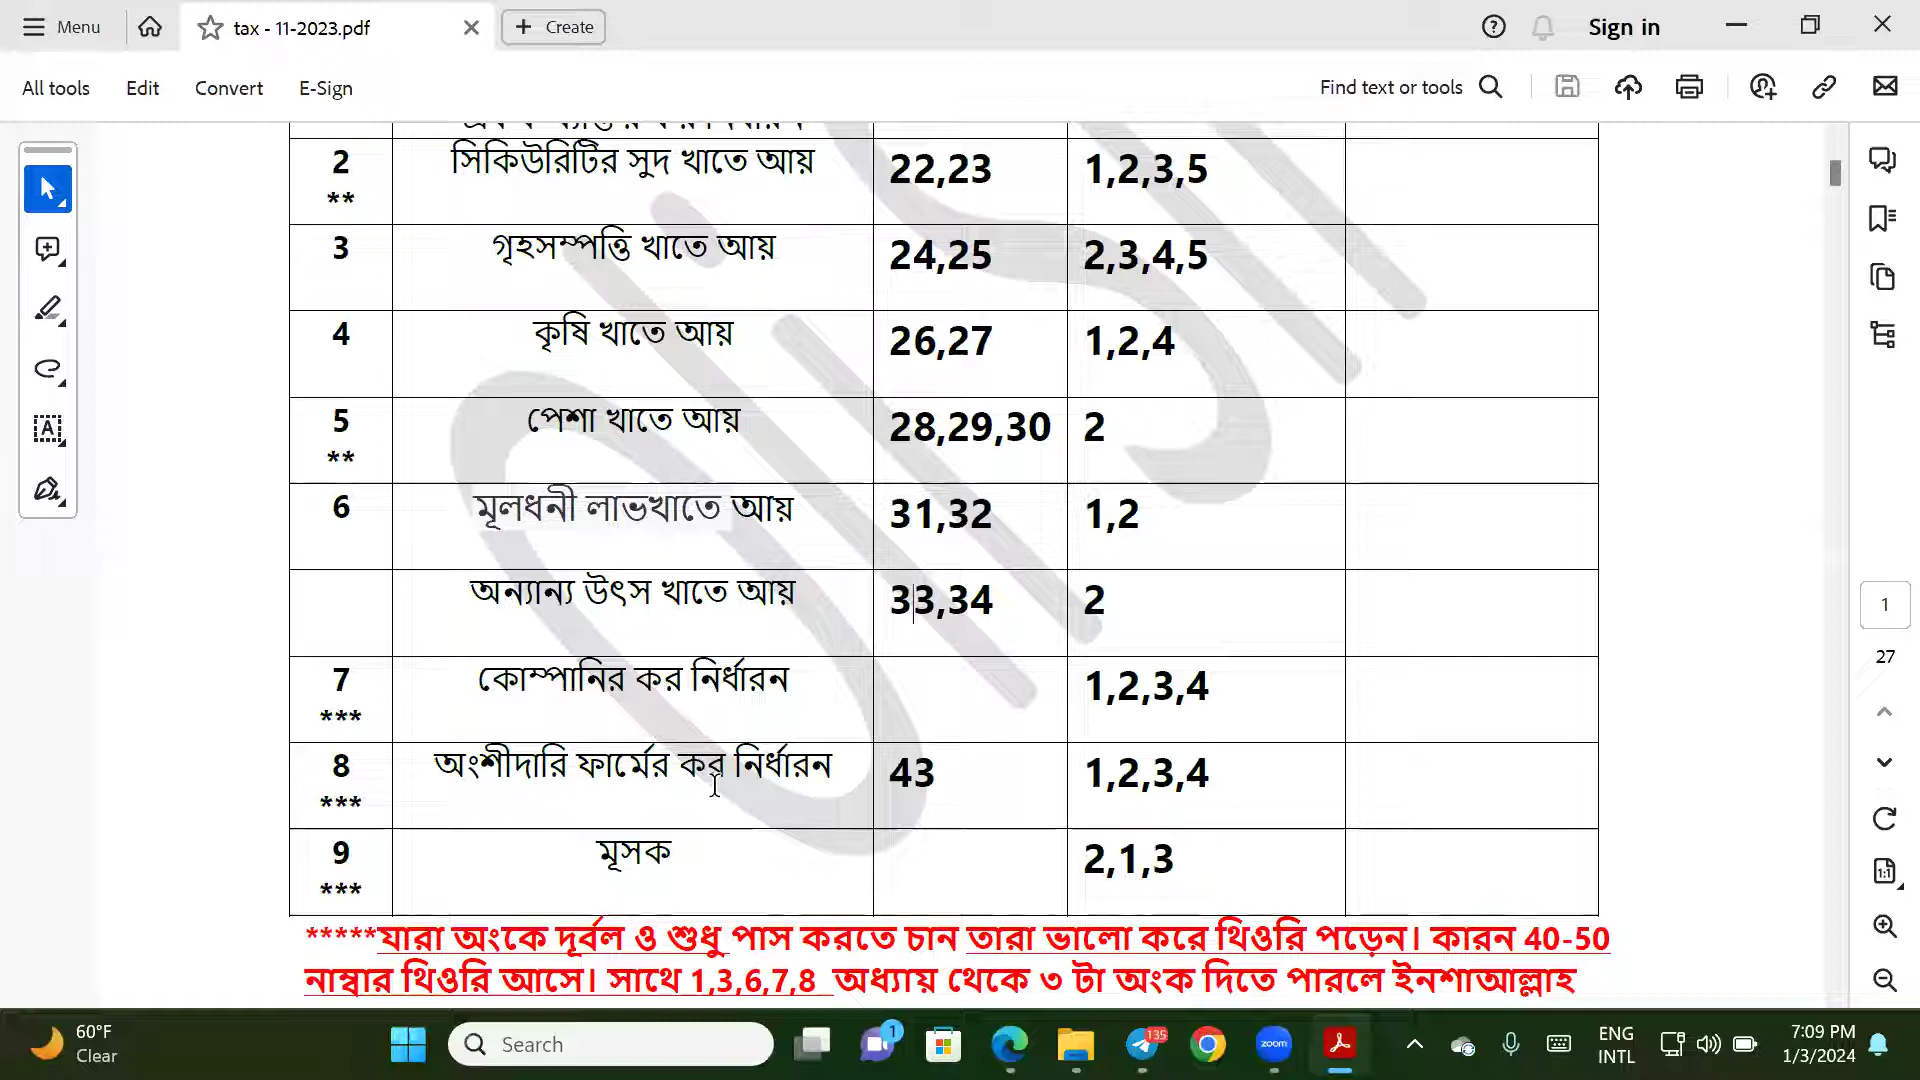 Menu
tax - 11-2023.pdf
Create
Sign in
All tools
Edit
Convert
E-Sign
Find text or tools
2 সিকিউরিটির সুদ খাতে আয় 22,23 1,2,3,5
**
3 গৃহসম্পত্তি খাতে আয় 24,25 2,3,4,5
4 কৃষি খাতে আয় 26,27 1,2,4
5 পেশা খাতে আয় 28,29,30 2
**
6 মূলধনী লাভখাতে আয় 31,32 1,2
অন্যান্য উৎস খাতে আয় 33,34 2
7 কোম্পানির কর নির্ধারন 1,2,3,4
***
8 অংশীদারি ফার্মের কর নির্ধারন 43 1,2,3,4
***
9 মূসক 2,1,3
***
*****যারা অংকে দূর্বল ও শুধু পাস করতে চান তারা ভালো করে থিওরি পড়েন। কারন 40-50
নাম্বার থিওরি আসে। সাথে 1,3,6,7,8 অধ্যায় থেকে ৩ টা অংক দিতে পারলে ইনশাআল্লাহ
1
27
60°F
Clear
Search
1
135
zoom
ENG
INTL
7:09 PM
1/3/2024